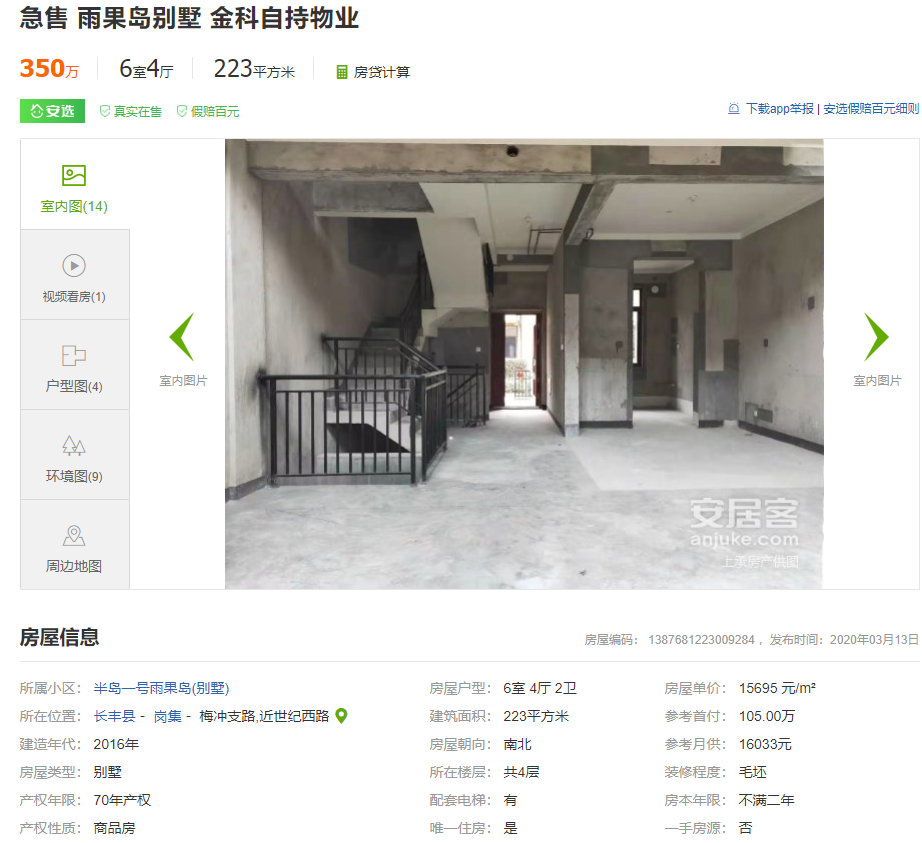 急售 雨果岛别墅 金科自持物业
350万 6室4厅 223平方米 房贷计算
安选 真实在售 假赔百元 下载app举报 | 安选假赔百元细则
室内图(14)
视频看房(1)
户型图(4)
环境图(9)
周边地图
室内图片
室内图片
安居客
anjuke.com
上承房产供图
房屋信息 房屋编码： 1387681223009284 ，发布时间：2020年03月13日
所属小区： 半岛一号雨果岛(别墅) 房屋户型： 6室 4厅 2卫 房屋单价： 15695 元/m²
所在位置： 长丰县 - 岗集 - 梅冲支路,近世纪西路 建筑面积： 223平方米 参考首付： 105.00万
建造年代： 2016年 房屋朝向： 南北 参考月供： 16033元
房屋类型： 别墅 所在楼层： 共4层 装修程度： 毛坯
产权年限： 70年产权 配套电梯： 有 房本年限： 不满二年
产权性质： 商品房 唯一住房： 是 一手房源： 否